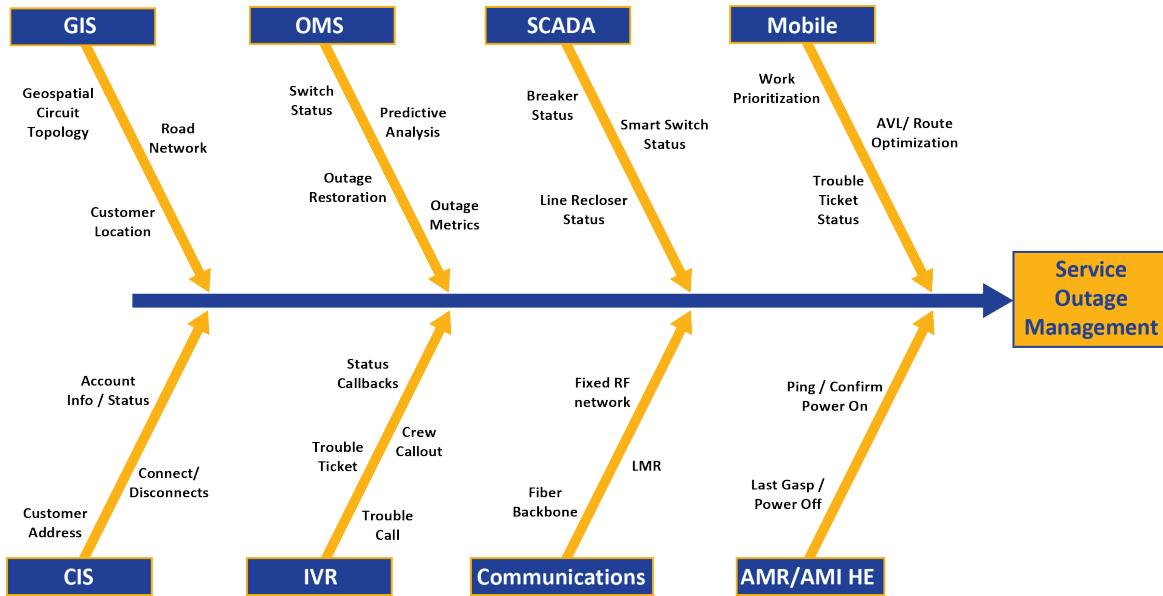 GIS
OMS
SCADA
Mobile
Geospatial
Circuit
Topology
Road
Network
Customer
Location
Switch
Status
Predictive
Analysis
Outage
Restoration
Outage
Metrics
Breaker
Status
Smart Switch
Status
Line Recloser
Status
Work
Prioritization
AVL/ Route
Optimization
Trouble
Ticket
Status
Service
Outage
Management
Account
Info / Status
Connect/
Disconnects
Customer
Address
Status
Callbacks
Crew
Callout
Trouble
Ticket
Trouble
Call
Fixed RF
network
LMR
Fiber
Backbone
Ping / Confirm
Power On
Last Gasp /
Power Off
CIS
IVR
Communications
AMR/AMI HE